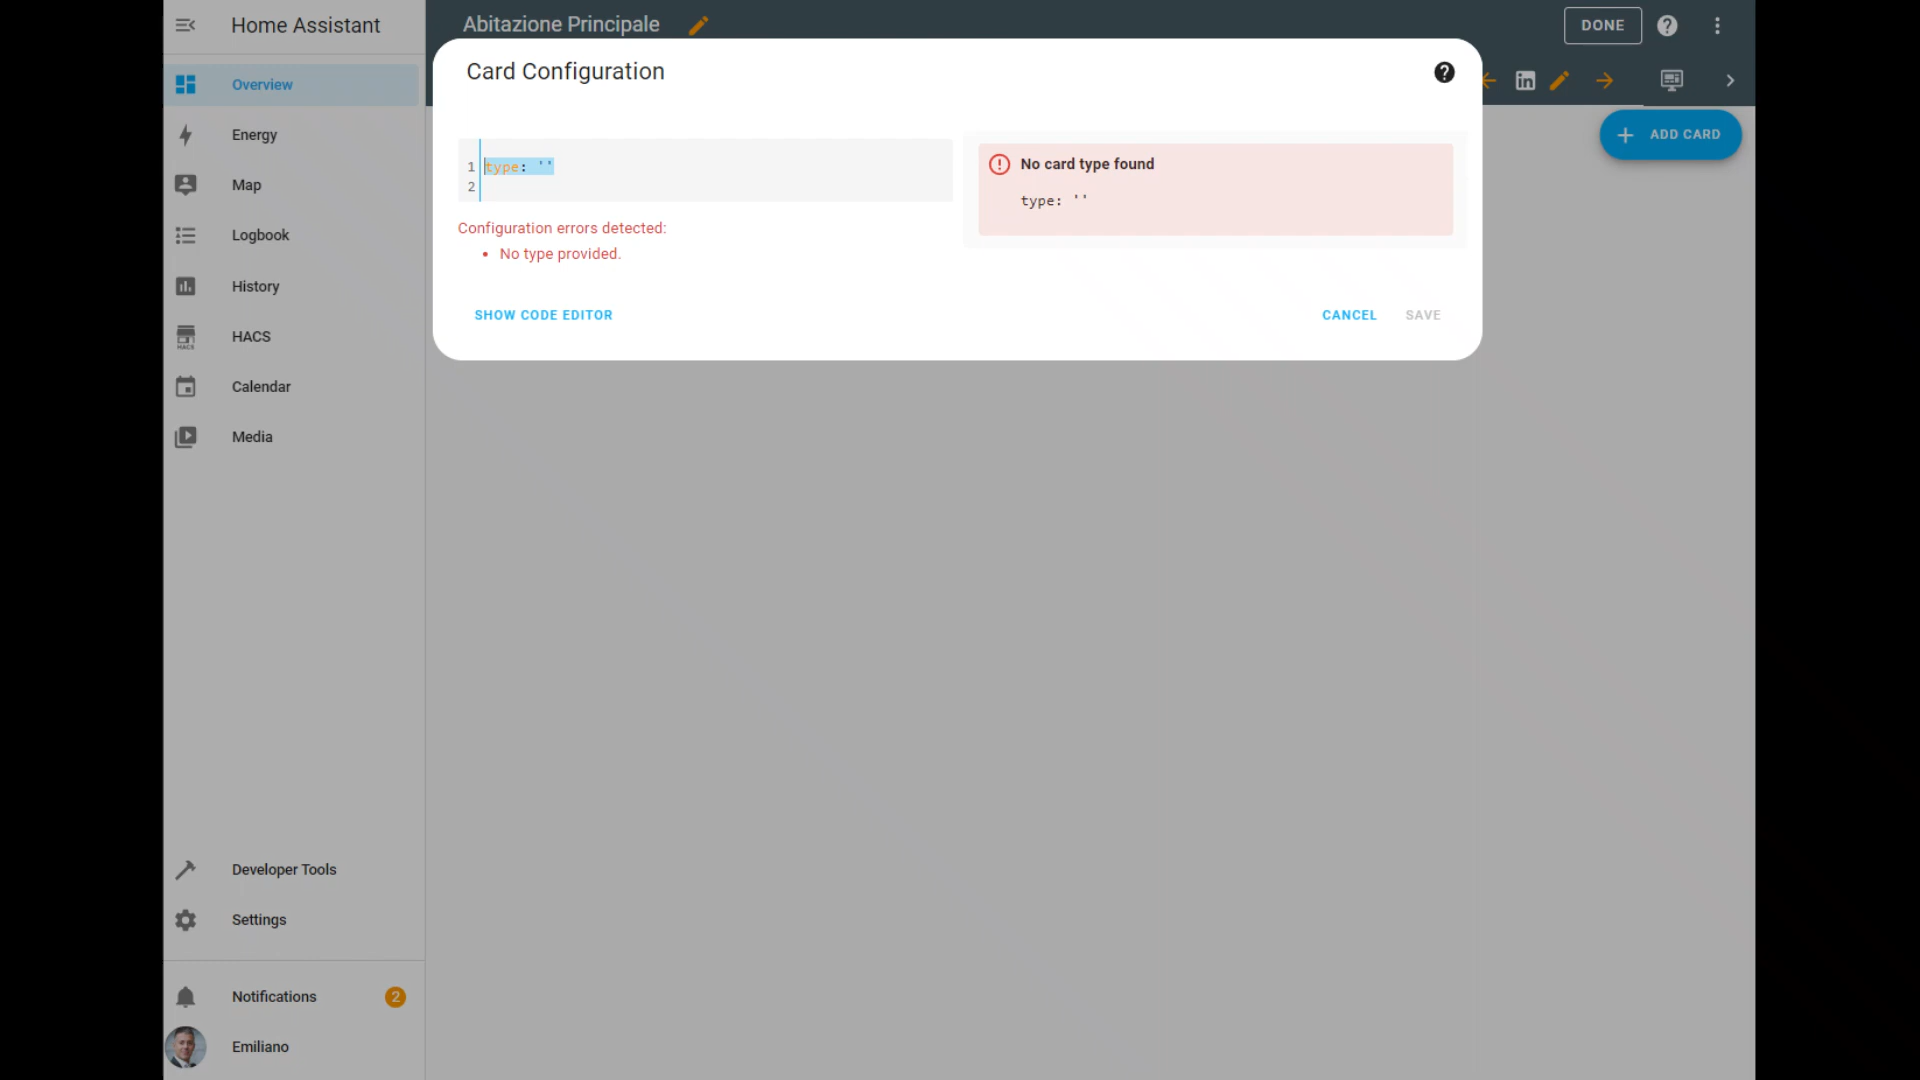 Home Assistant
Abitazione Principale
DONE
Card Configuration
Overview
ADD CARD
Energy
Map
Logbook
History
HACS
HACS
Calendar
Media
1 type: ''
2
Configuration errors detected:
No type provided.
No card type found
type: ''
SHOW CODE EDITOR
CANCEL
SAVE
Developer Tools
Settings
Notifications
2
Emiliano